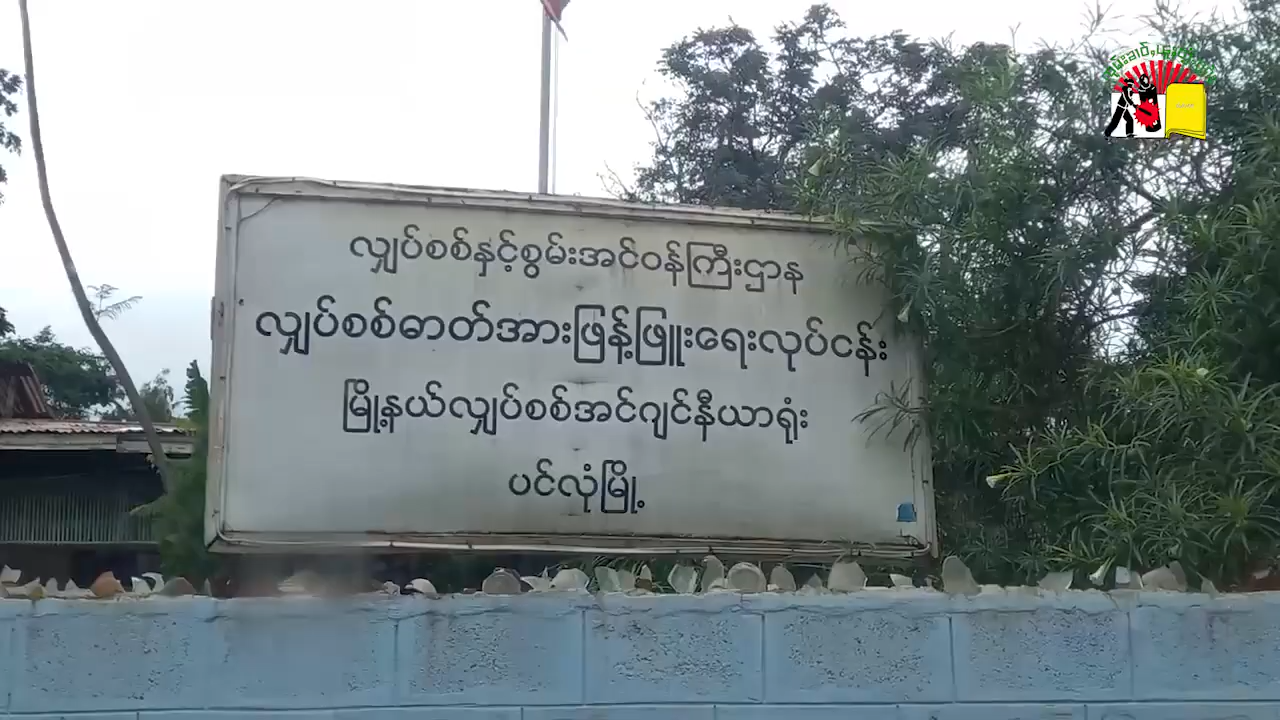 လျှပ်စစ်နှင့်စွမ်းအင်ဝန်ကြီးဌာန
လျှပ်စစ်ဓာတ်အားဖြန့်ဖြူးရေးလုပ်ငန်း
မြို့နယ်လျှပ်စစ်အင်ဂျင်နီယာရုံး
ပင်လုံမြို့